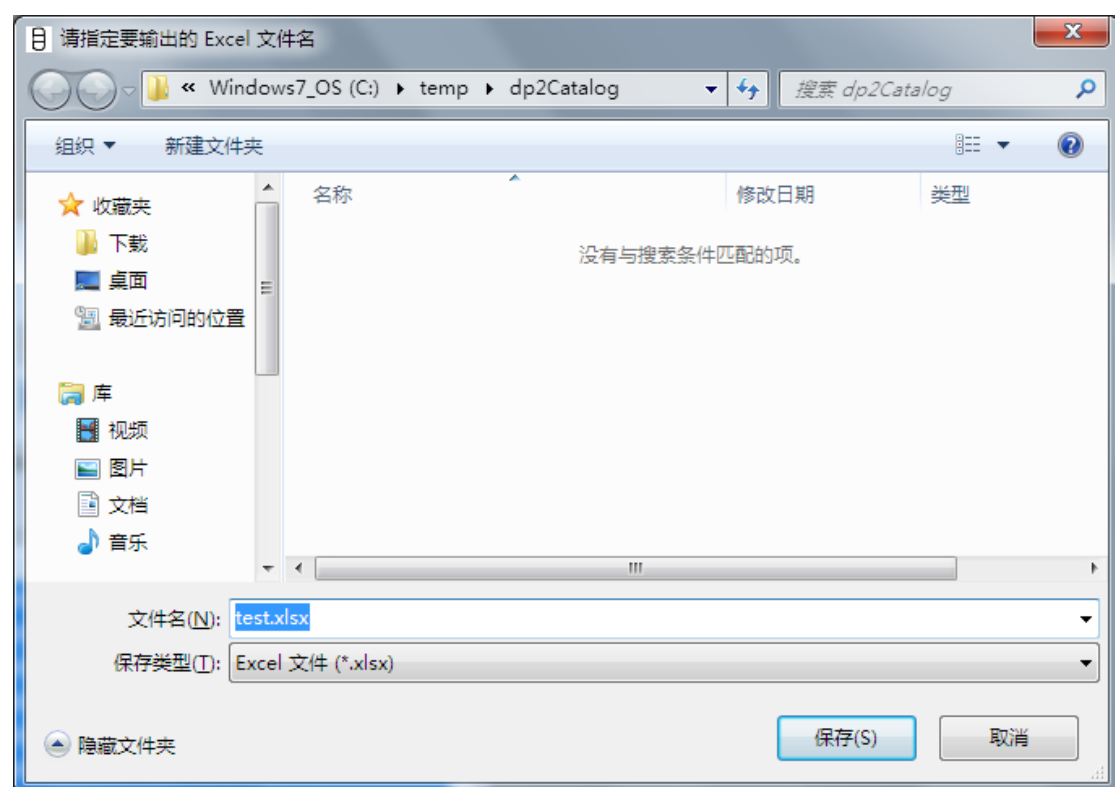 请指定要输出的 Excel 文件名
« Windows7_OS (C:) ▸ temp ▸ dp2Catalog
搜索 dp2Catalog
组织 新建文件夹
名称 修改日期 类型
没有与搜索条件匹配的项。
收藏夹
下载
桌面
最近访问的位置
库
视频
图片
文档
音乐
文件名(N): test.xlsx
保存类型(T): Excel 文件 (*.xlsx)
隐藏文件夹 保存(S) 取消